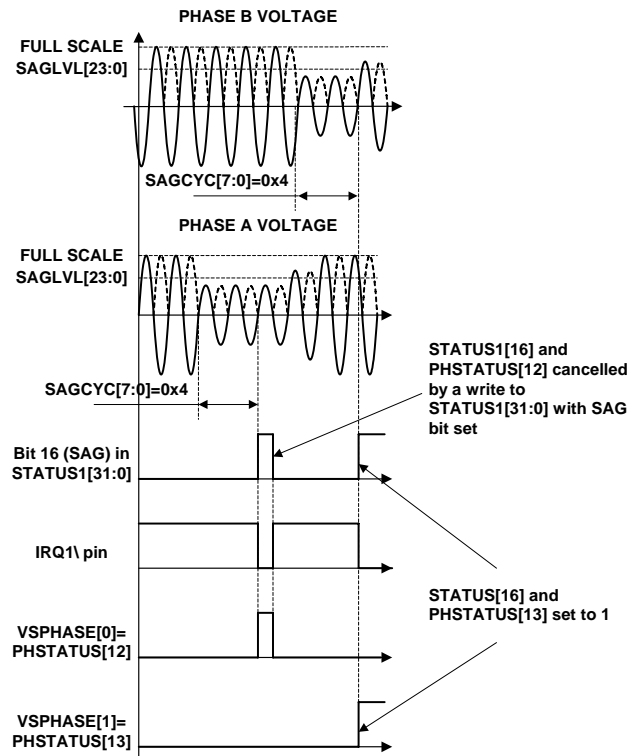 PHASE B VOLTAGE
FULL SCALE
SAGLVL[23:0]
SAGCYC[7:0]=0x4
PHASE A VOLTAGE
FULL SCALE
SAGLVL[23:0]
STATUS1[16] and
PHSTATUS[12] cancelled
by a write to
STATUS1[31:0] with SAG
bit set
SAGCYC[7:0]=0x4
Bit 16 (SAG) in
STATUS1[31:0]
IRQ1\ pin
STATUS[16] and
PHSTATUS[13] set to 1
VSPHASE[0]=
PHSTATUS[12]
VSPHASE[1]=
PHSTATUS[13]